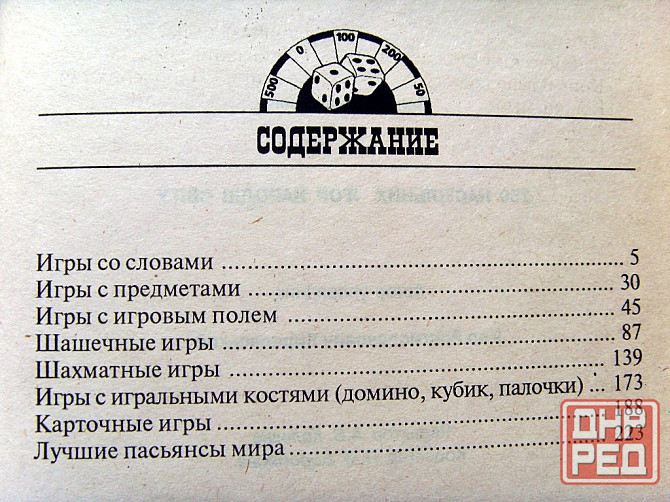 500 0 100 200 50
СОДЕРЖАНИЕ
Игры со словами ........ 5
Игры с предметами ........ 30
Игры с игровым полем ........ 45
Шашечные игры ........ 87
Шахматные игры ........ 139
Игры с игральными костями (домино, кубик, палочки) ... 173
Карточные игры ........ 188
Лучшие пасьянсы мира ........ 223
ДНР
РЕД